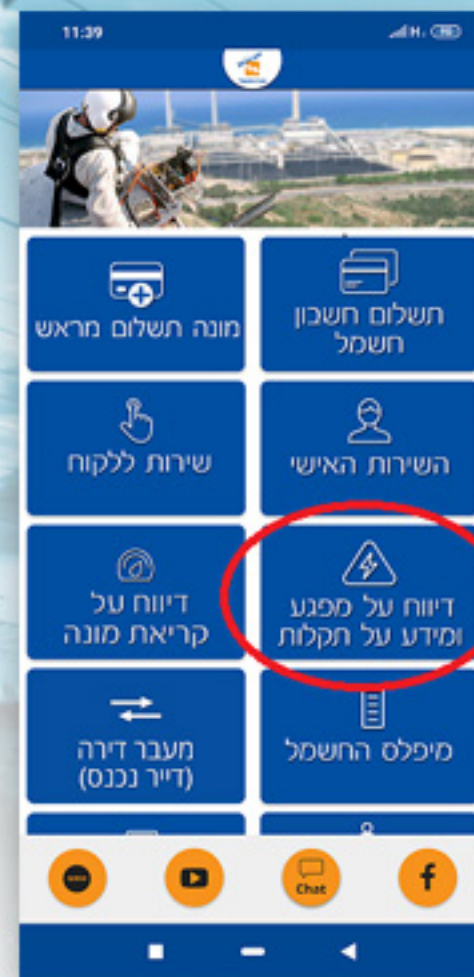 11:39
תשלום חשבון
חשמל
מונה תשלום מראש
השירות האישי
שירות ללקוח
דיווח על מפגע
ומידע על תקלות
דיווח על
קריאת מונה
מיפלס החשמל
מעבר דירה
(דייר נכנס)
Chat